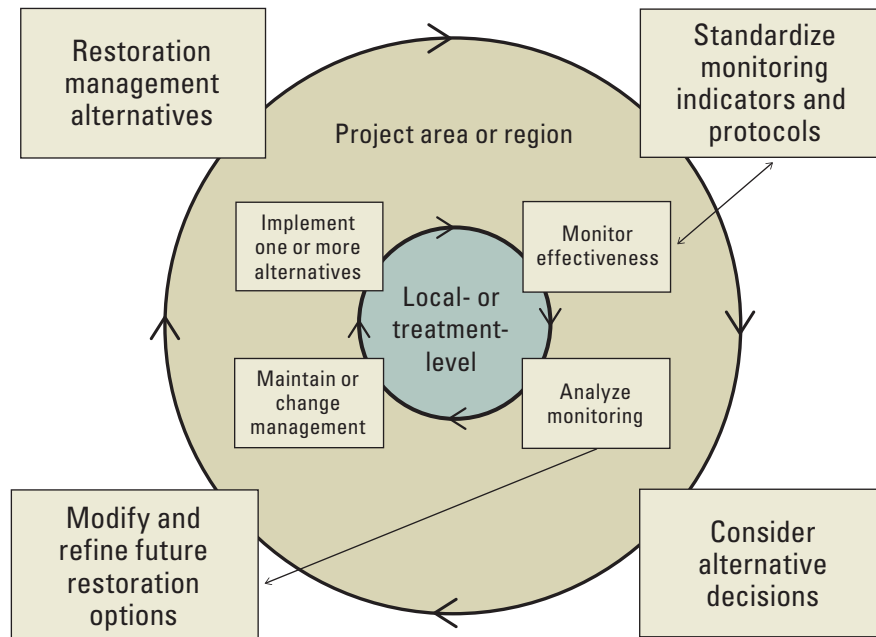 Restoration
management
alternatives
Standardize
monitoring
indicators and
protocols
Project area or region
Implement
one or more
alternatives
Monitor
effectiveness
Local- or
treatment-
level
Maintain or
change
management
Analyze
monitoring
Modify and
refine future
restoration
options
Consider
alternative
decisions